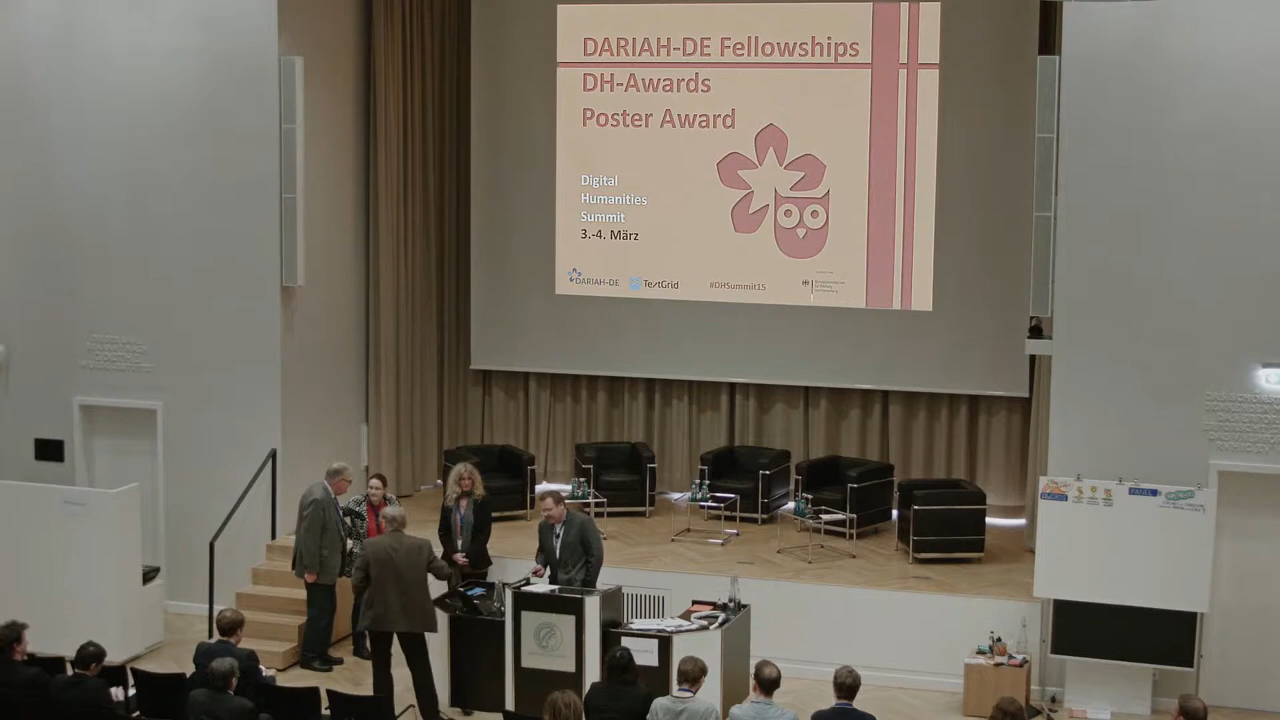 DARIAH-DE Fellowships
DH-Awards
Poster Award
Digital
Humanities
Summit
3.-4. März
DARIAH-DE
TextGrid
#DHSummit15